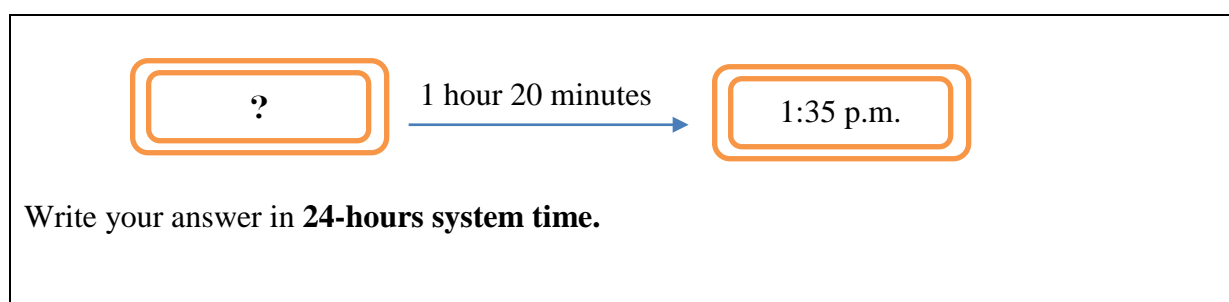 ? 1 hour 20 minutes 1:35 p.m.
Write your answer in 24-hours system time.